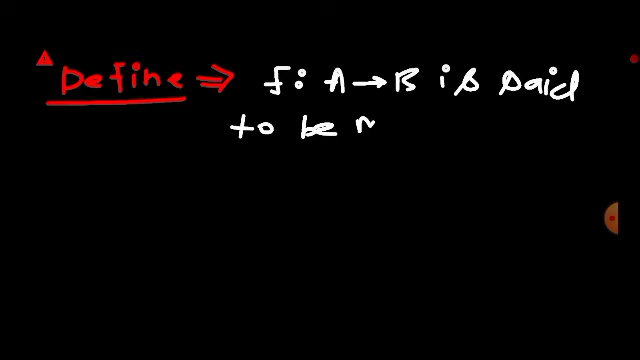 Define ⇒ f: A → B is said
to be m